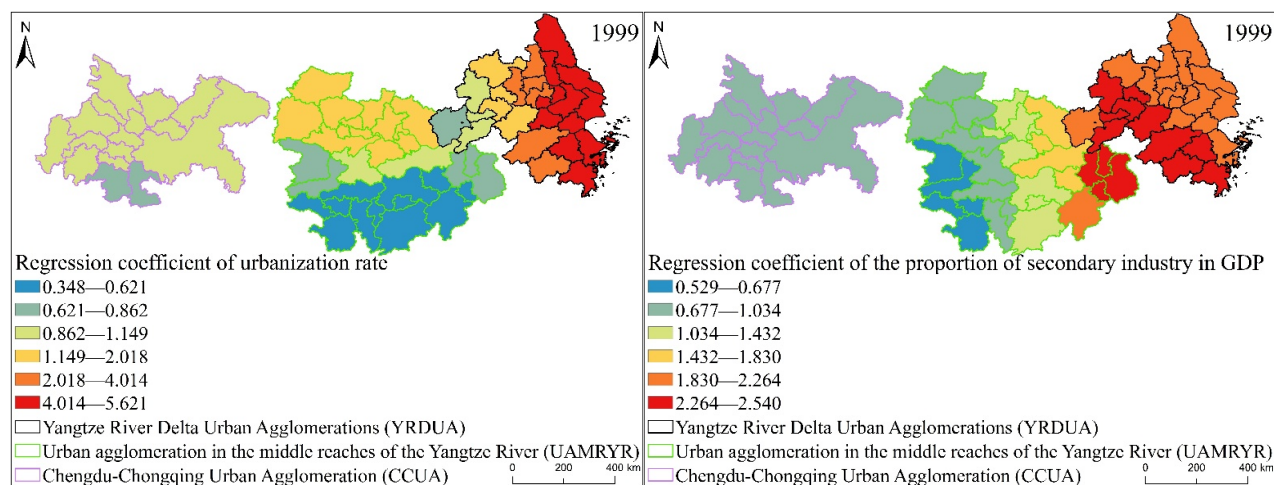 N
1999
Regression coefficient of urbanization rate
0.348—0.621
0.621—0.862
0.862—1.149
1.149—2.018
2.018—4.014
4.014—5.621
Yangtze River Delta Urban Agglomerations (YRDUA)
Urban agglomeration in the middle reaches of the Yangtze River (UAMRYR)
Chengdu-Chongqing Urban Agglomeration (CCUA)
0 200 400 km
N
1999
Regression coefficient of the proportion of secondary industry in GDP
0.529—0.677
0.677—1.034
1.034—1.432
1.432—1.830
1.830—2.264
2.264—2.540
Yangtze River Delta Urban Agglomerations (YRDUA)
Urban agglomeration in the middle reaches of the Yangtze River (UAMRYR)
Chengdu-Chongqing Urban Agglomeration (CCUA)
0 200 400 km